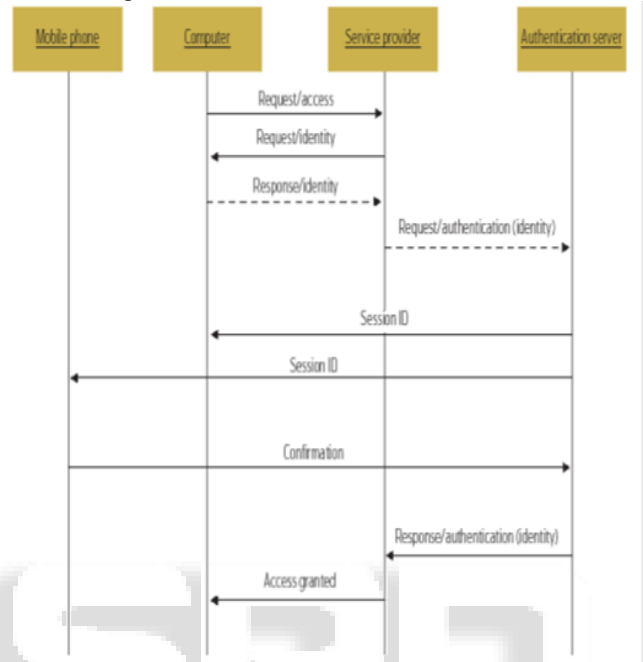 Mobile phone
Computer
Service provider
Authentication server
Request/access
Request/identity
Response/identity
Request/authentication (identity)
Session ID
Session ID
Confirmation
Response/authentication (identity)
Access granted